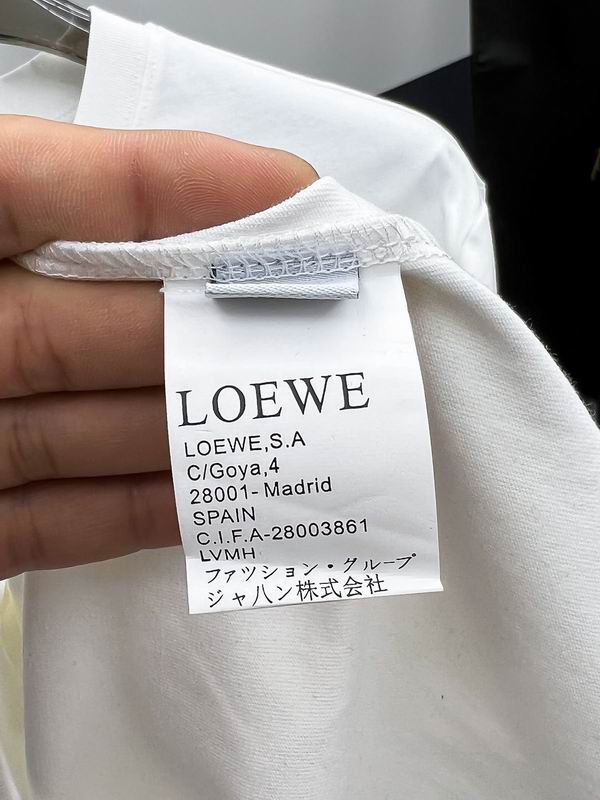 LOEWE
LOEWE,S.A
C/Goya,4
28001-Madrid
SPAIN
C.I.F.A-28003861
LVMH
ファツション・グループ
ジャハン株式会社